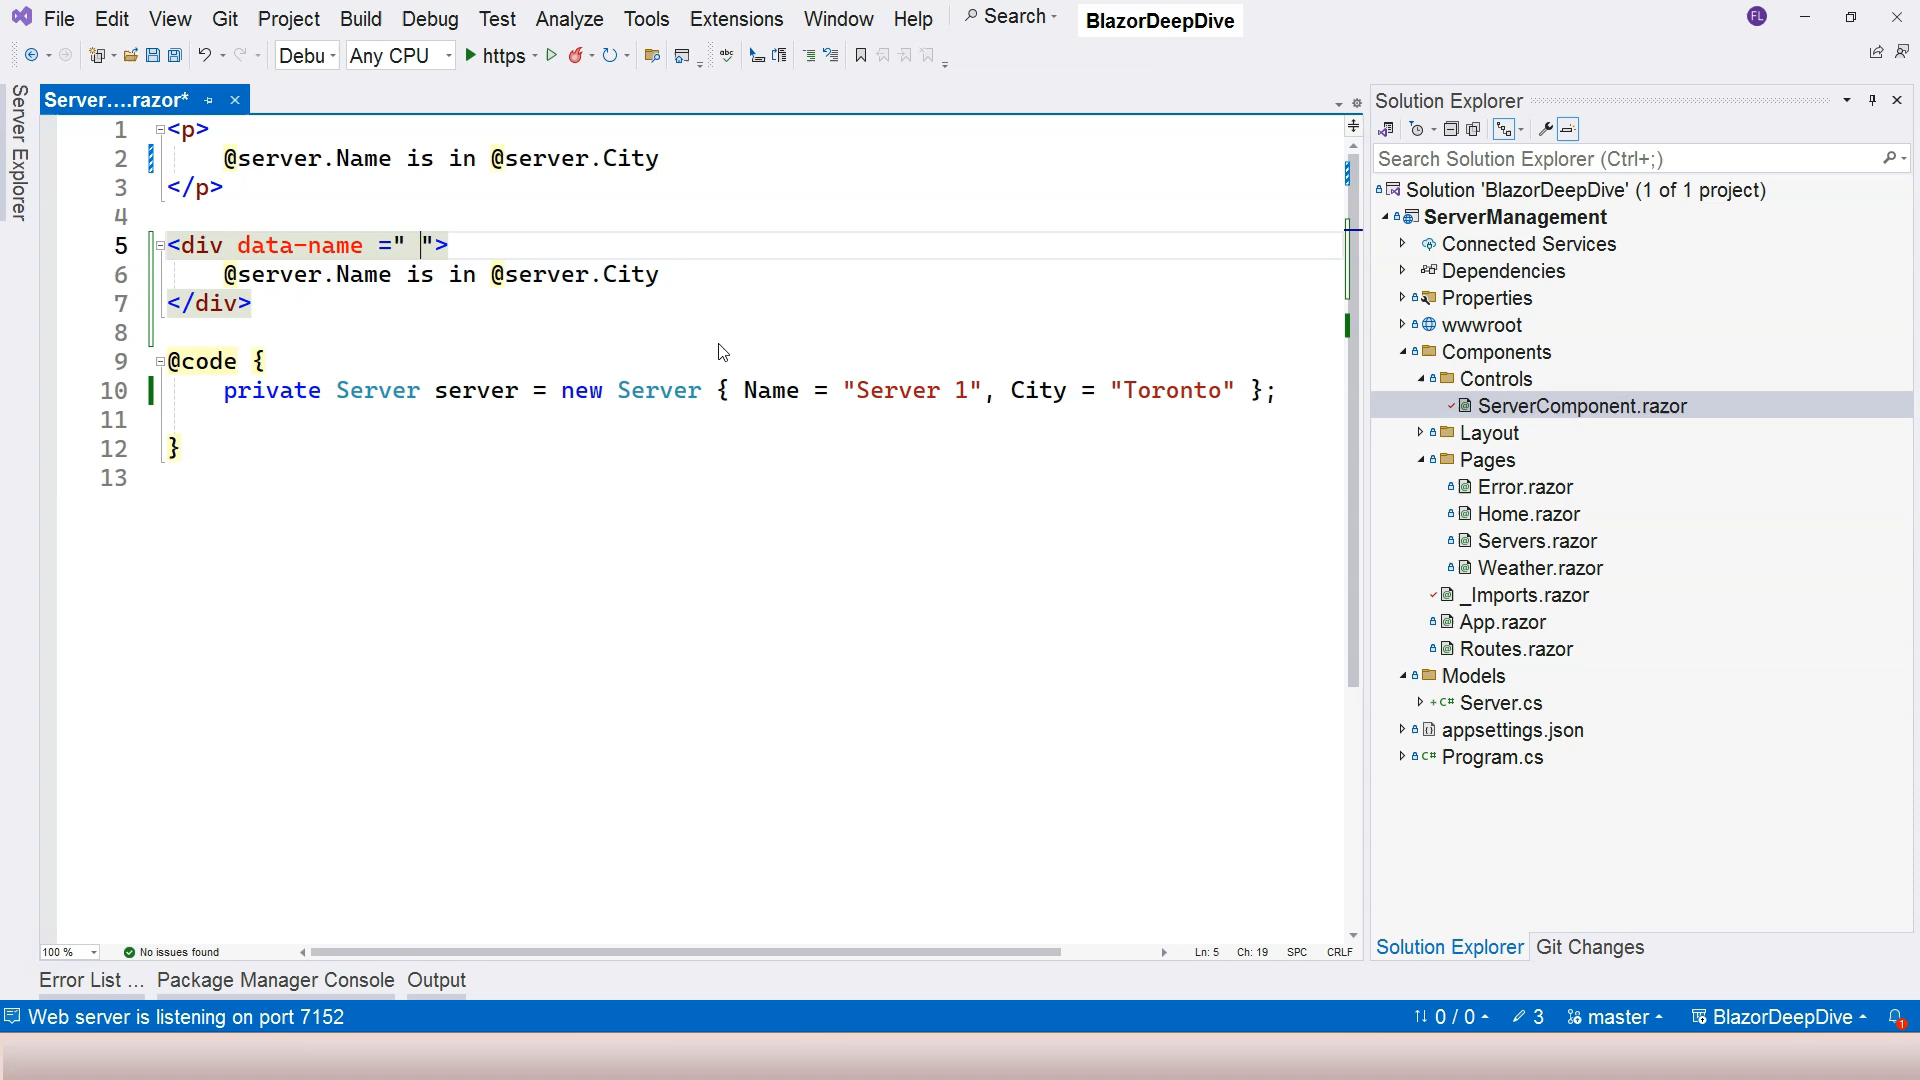 File Edit View Git Project Build Debug Test Analyze Tools Extensions Window Help Search BlazorDeepDive FL
Debu Any CPU https abc
Server Explorer
Server....razor*
1 <p>
2 @server.Name is in @server.City
3 </p>
4
5 <div data-name =" ">
6 @server.Name is in @server.City
7 </div>
8
9 @code {
10 private Server server = new Server { Name = "Server 1", City = "Toronto" };
11
12 }
13
100 % No issues found Ln: 5 Ch: 19 SPC CRLF
Solution Explorer
Search Solution Explorer (Ctrl+;)
Solution 'BlazorDeepDive' (1 of 1 project)
ServerManagement
Connected Services
Dependencies
Properties
wwwroot
Components
Controls
ServerComponent.razor
Layout
Pages
Error.razor
Home.razor
Servers.razor
Weather.razor
_Imports.razor
App.razor
Routes.razor
Models
C# Server.cs
appsettings.json
C# Program.cs
Solution Explorer Git Changes
Error List ... Package Manager Console Output
Web server is listening on port 7152 0 / 0 3 master BlazorDeepDive 1